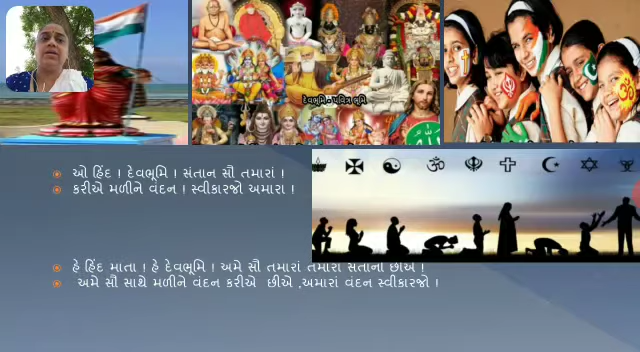 દેવભૂમિ - પવિત્ર ભૂમિ
ઓ હિંદ ! દેવભૂમિ ! સંતાન સૌ તમારાં !
કરીએ મળીને વંદન ! સ્વીકારજો અમારા !
હે હિંદ માતા ! હે દેવભૂમિ ! અમે સૌ તમારાં તમારા સંતાનો છીએ !
અમે સૌ સાથે મળીને વંદન કરીએ છીએ ,અમારાં વંદન સ્વીકારજો !